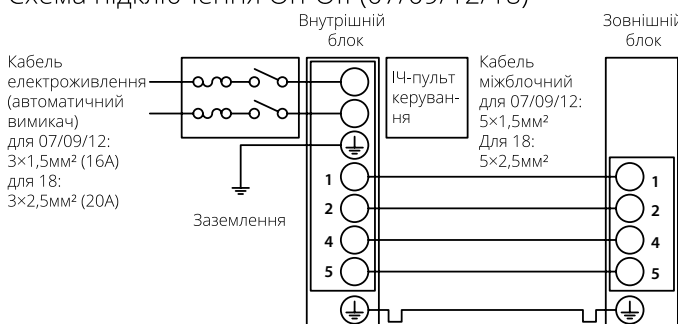 Схема підключення On-Off (07/09/12/18)
Внутрішній
блок
Зовнішній
блок
Кабель
електроживлення
(автоматичний
вимикач)
для 07/09/12:
3×1,5мм² (16А)
для 18:
3×2,5мм² (20А)
ІЧ-пульт
керуван-
ня
Кабель
міжблочний
для 07/09/12:
5×1,5мм²
Для 18:
5×2,5мм²
Заземлення
1
2
4
5
1
2
4
5